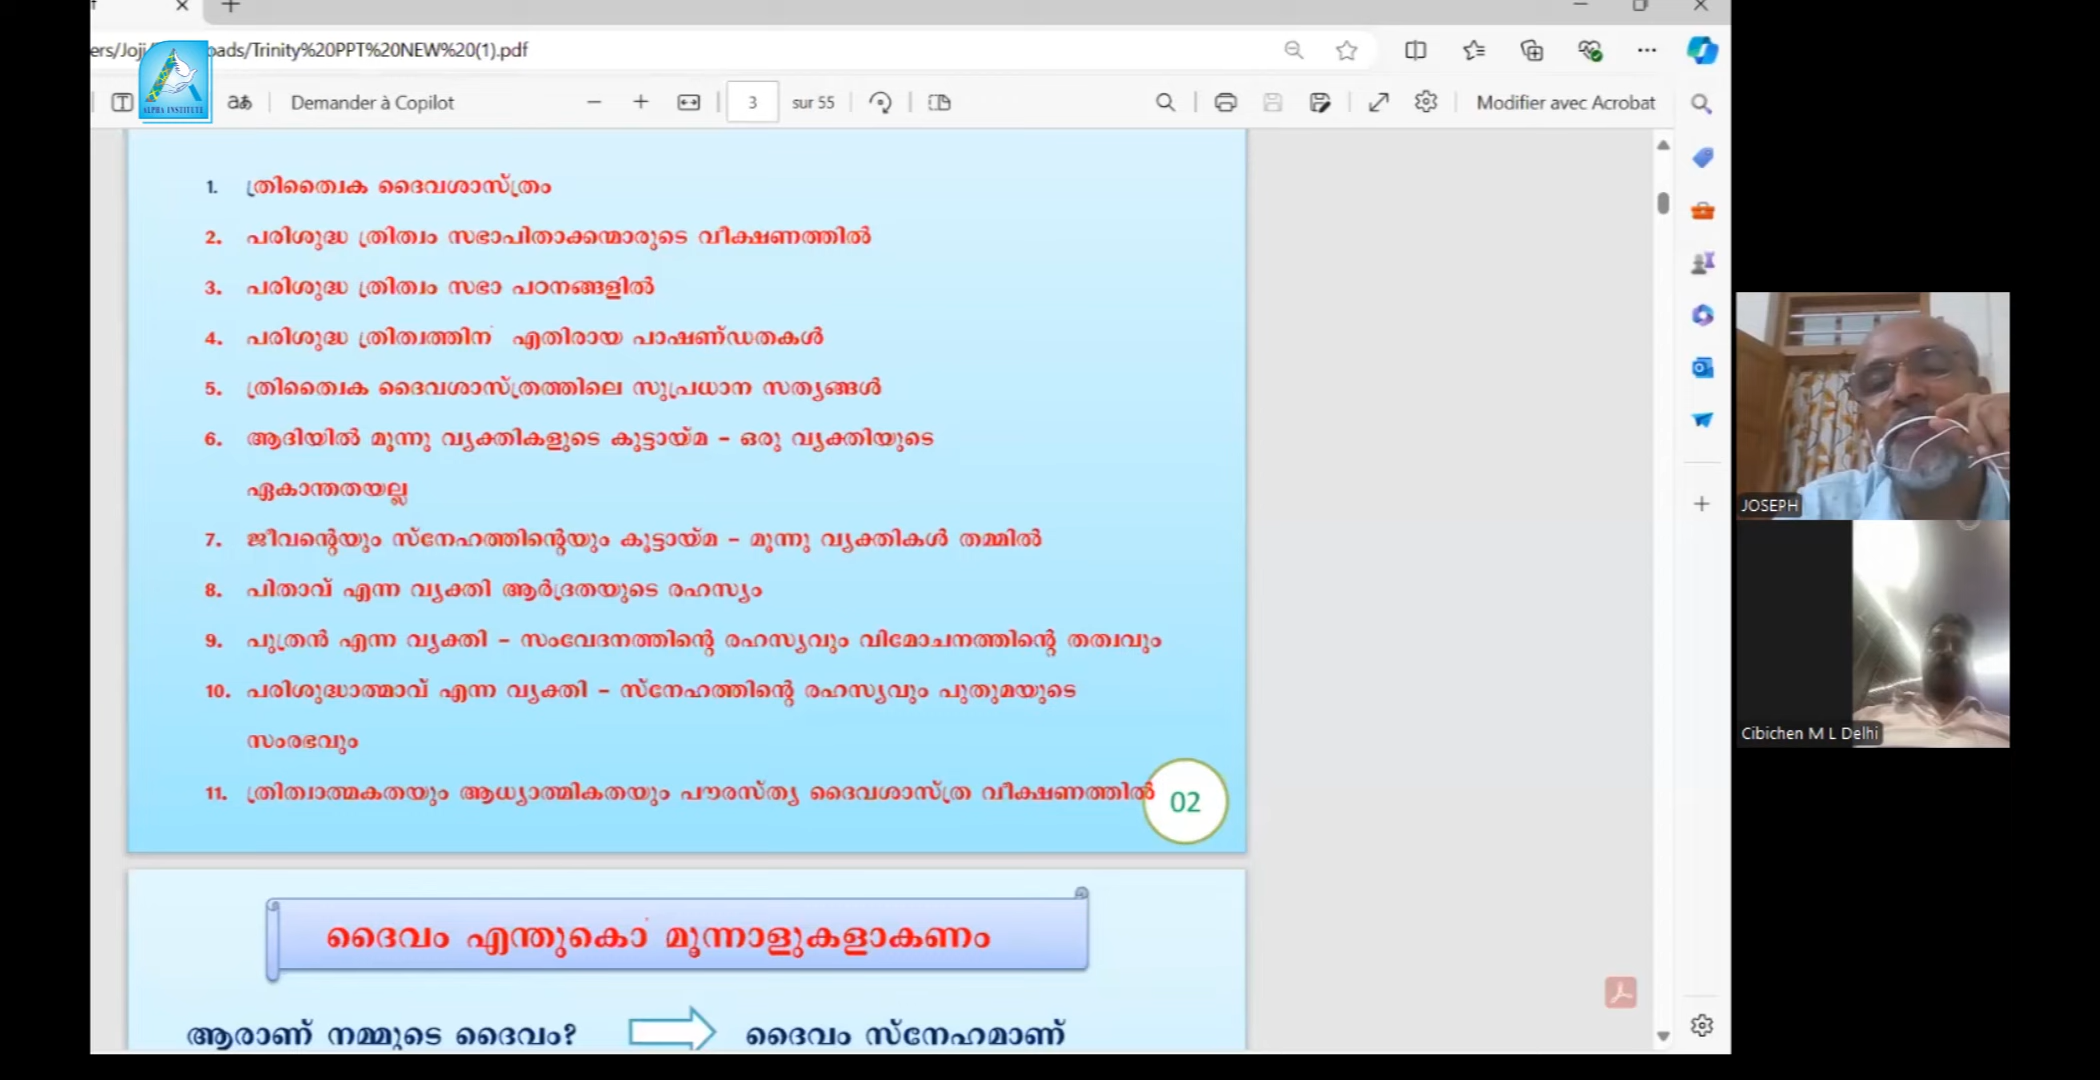 ers/Joji/ oads/Trinity%20PPT%20NEW%20(1).pdf
ALPHA INSTITUTE
Demander à Copilot
3 sur 55
Modifier avec Acrobat
1. ത്രിത്വൈക ദൈവശാസ്ത്രം
2. പരിശുദ്ധ ത്രിത്വം സഭാപിതാക്കന്മാരുടെ വീക്ഷണത്തിൽ
3. പരിശുദ്ധ ത്രിത്വം സഭാ പഠനങ്ങളിൽ
4. പരിശുദ്ധ ത്രിത്വത്തിന് എതിരായ പാഷണ്ഡതകൾ
5. ത്രിത്വൈക ദൈവശാസ്ത്രത്തിലെ സുപ്രധാന സത്യങ്ങൾ
6. ആദിയിൽ മൂന്നു വ്യക്തികളുടെ കൂട്ടായ്മ – ഒരു വ്യക്തിയുടെ
ഏകാന്തതയല്ല
7. ജീവന്റെയും സ്നേഹത്തിന്റെയും കൂട്ടായ്മ – മൂന്നു വ്യക്തികൾ തമ്മിൽ
8. പിതാവ് എന്ന വ്യക്തി ആർദ്രതയുടെ രഹസ്യം
9. പുത്രൻ എന്ന വ്യക്തി – സംവേദനത്തിന്റെ രഹസ്യവും വിമോചനത്തിന്റെ തത്വവും
10. പരിശുദ്ധാത്മാവ് എന്ന വ്യക്തി – സ്നേഹത്തിന്റെ രഹസ്യവും പുതുമയുടെ
സംരഭവും
11. ത്രിത്വാത്മകതയും ആധ്യാത്മികതയും പൗരസ്ത്യ ദൈവശാസ്ത്ര വീക്ഷണത്തിൽ
02
ദൈവം എന്തുകൊ് മൂന്നാളുകളാകണം
ആരാണ് നമ്മുടെ ദൈവം?
ദൈവം സ്നേഹമാണ്
JOSEPH
Cibichen M L Delhi